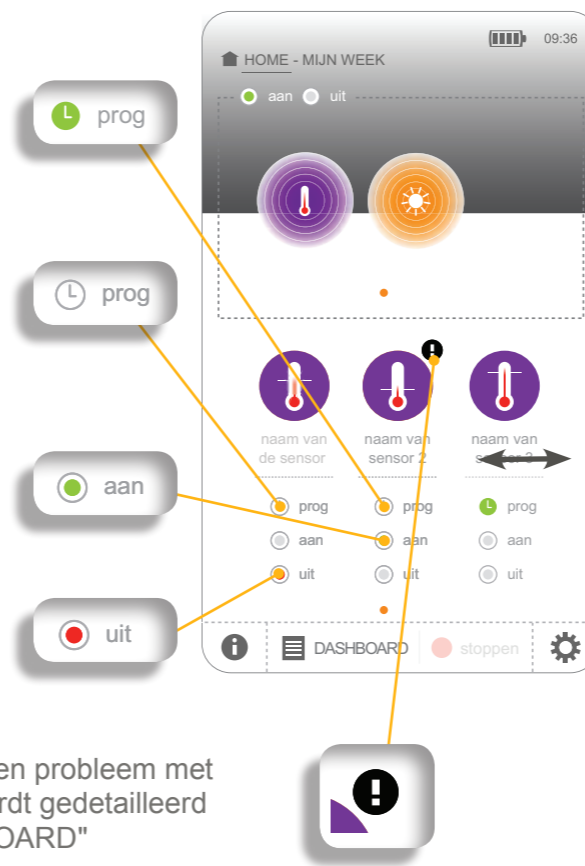 09:36
HOME - MIJN WEEK
aan uit
prog
prog
aan
uit
naam van
de sensor
naam van
sensor 2
naam van
sensor 3
prog prog prog
aan aan aan
uit uit uit
DASHBOARD stoppen
en probleem met
rdt gedetailleerd
OARD"